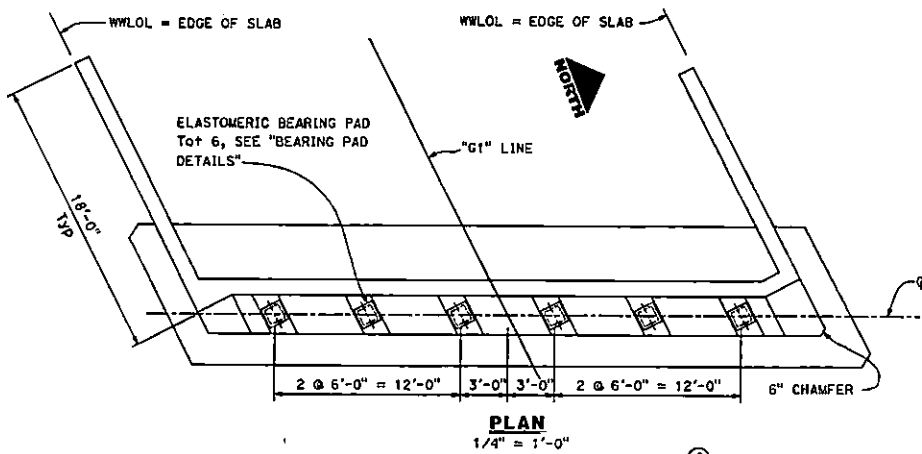 WWLOL = EDGE OF SLAB
WWLOL = EDGE OF SLAB
NORTH
ELASTOMERIC BEARING PAD
Tot 6, SEE "BEARING PAD
DETAILS"
"G1" LINE
18'-0"
Typ
2 @ 6'-0" = 12'-0"
3'-0"
3'-0"
2 @ 6'-0" = 12'-0"
6" CHAMFER
PLAN
1/4" = 1'-0"